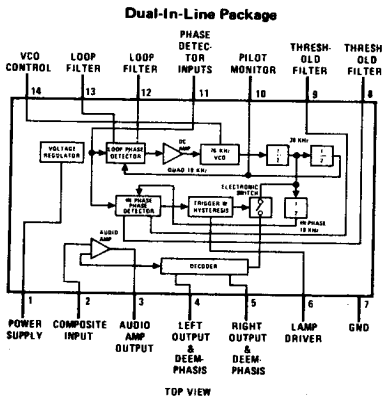 Dual-In-Line Package
VCO CONTROL
LOOP FILTER
LOOP FILTER
PHASE DETEC-TOR INPUTS
PILOT MONITOR
THRESH-OLD FILTER
THRESH OLD FILTER
14 13 12 11 10 9 8
VOLTAGE REGULATOR
LOOP PHASE DETECTOR
DC AMP
76 KHz VCO
38 KHz
QUAD 19 KHz
ELECTRONIC SWITCH
IN PHASE PHASE DETECTOR
TRIGGER W HYSTERESIS
IN PHASE 19 KHz
AUDIO AMP
DECODER
1 2 3 4 5 6 7
POWER SUPPLY
COMPOSITE INPUT
AUDIO AMP OUTPUT
LEFT OUTPUT & DEEM-PHASIS
RIGHT OUTPUT & DEEM-PHASIS
LAMP DRIVER
GND
TOP VIEW